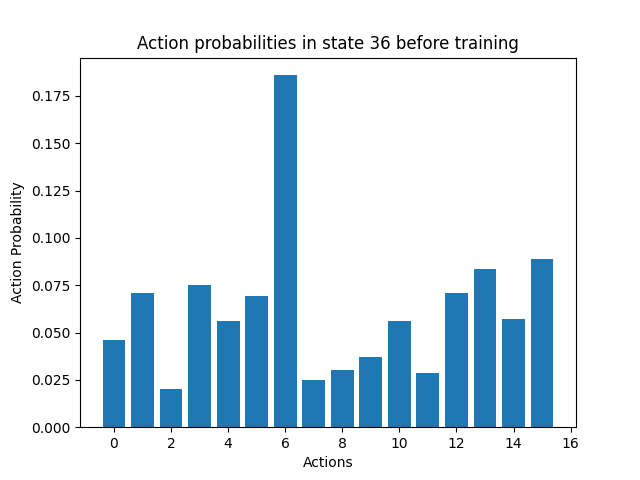 Action probabilities in state 36 before training
Action Probability
0.175
0.150
0.125
0.100
0.075
0.050
0.025
0.000
0 2 4 6 8 10 12 14 16
Actions